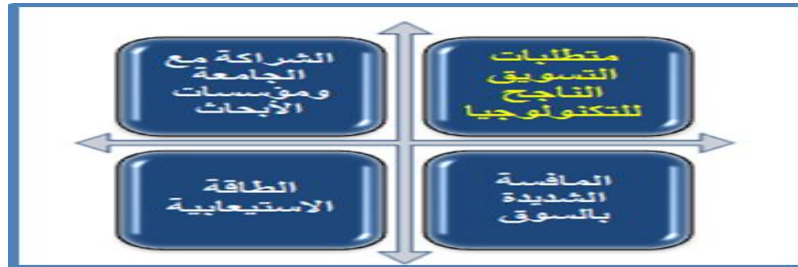 متطلبات
التسويق
الناجح
للتكنولوجيا
الشراكة مع
الجامعة
ومؤسسات
الأبحاث
المافسة
الشديدة
بالسوق
الطاقة
الاستيعابية